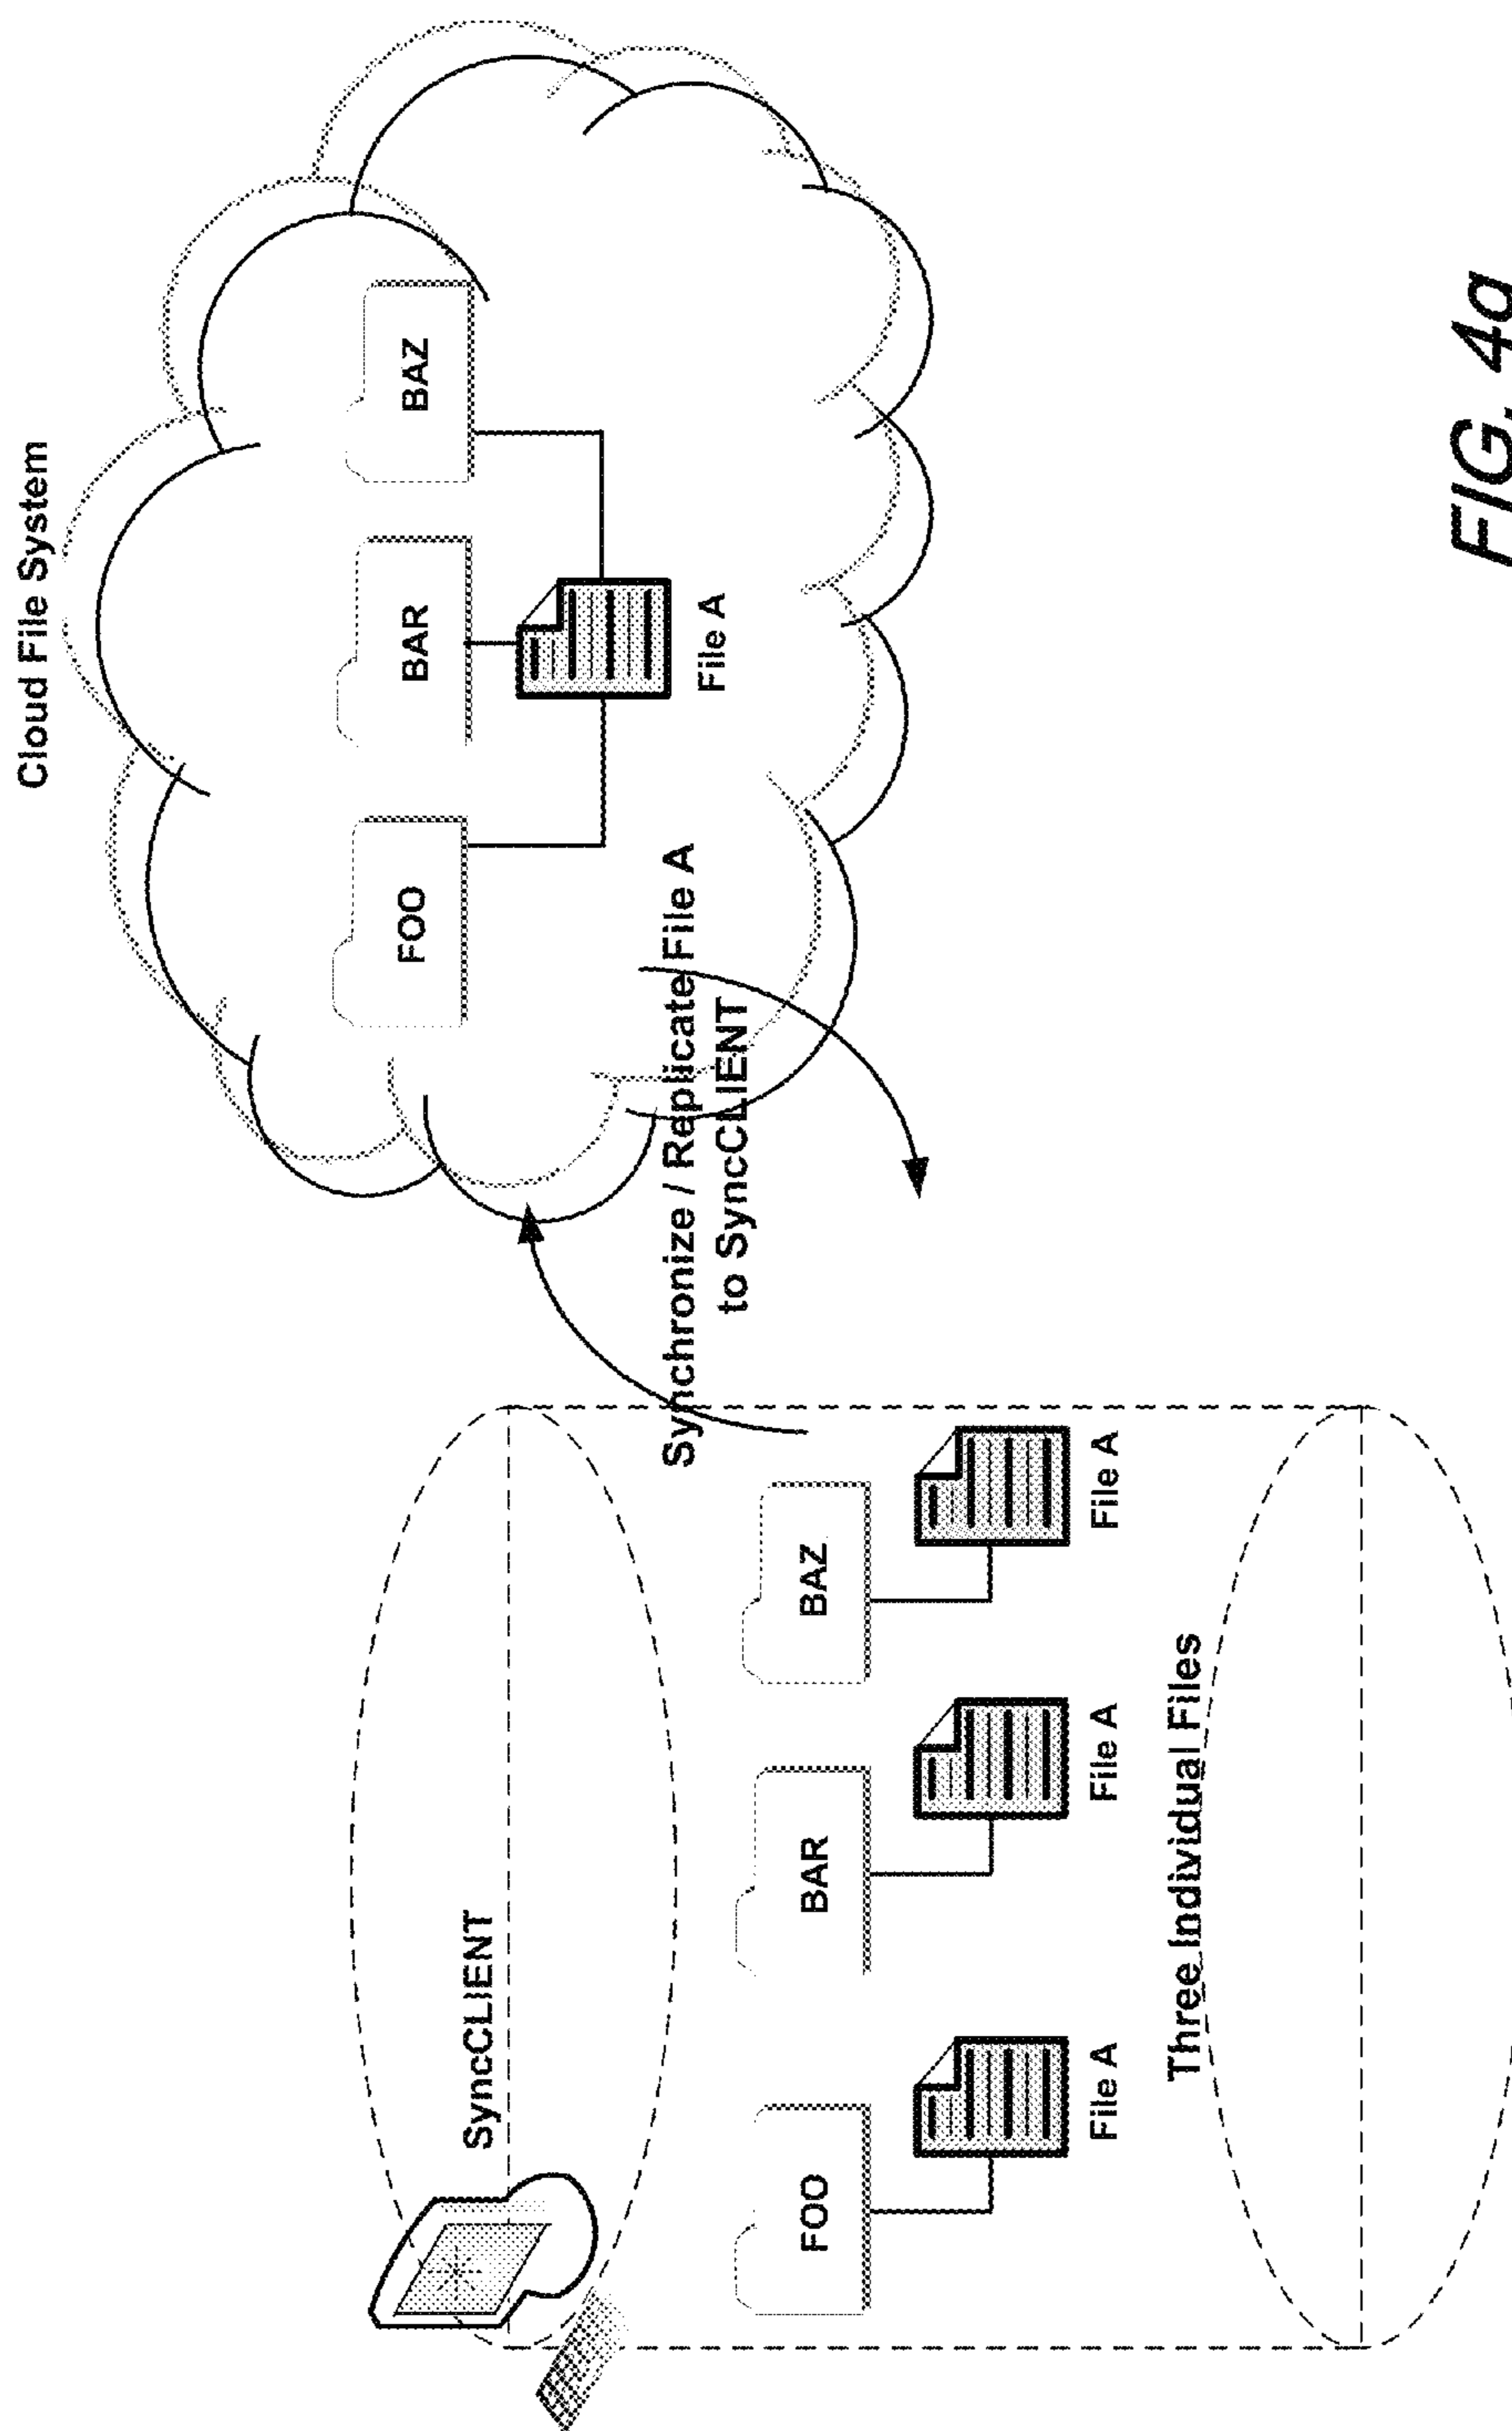 Cloud File System
FOO
BAR
BAZ
File A
Synchronize / Replicate File A
to SyncCLIENT
SyncCLIENT
FOO
BAR
BAZ
File A
File A
File A
Three Individual Files
FIG. 4a